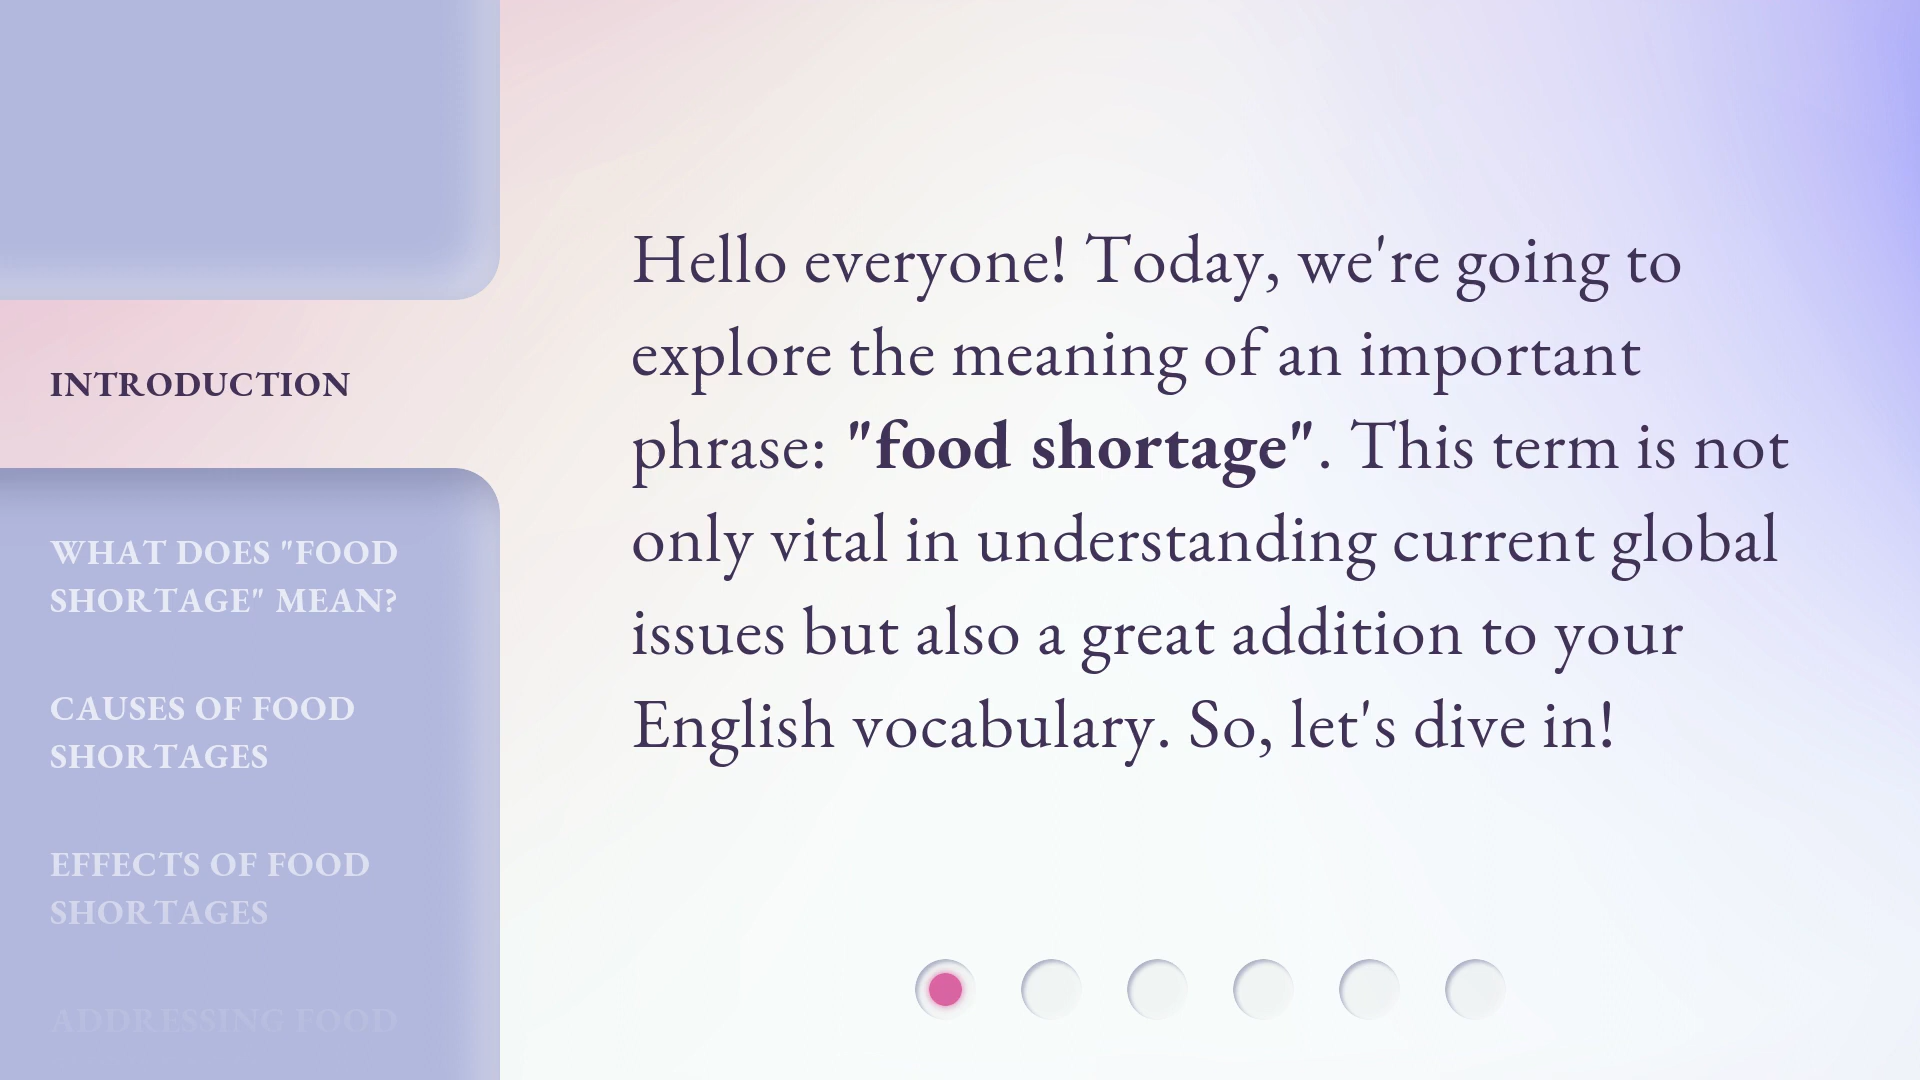 INTRODUCTION
WHAT DOES "FOOD
SHORTAGE" MEAN?
CAUSES OF FOOD
SHORTAGES
EFFECTS OF FOOD
SHORTAGES
ADDRESSING FOOD
Hello everyone! Today, we're going to
explore the meaning of an important
phrase: "food shortage". This term is not
only vital in understanding current global
issues but also a great addition to your
English vocabulary. So, let's dive in!